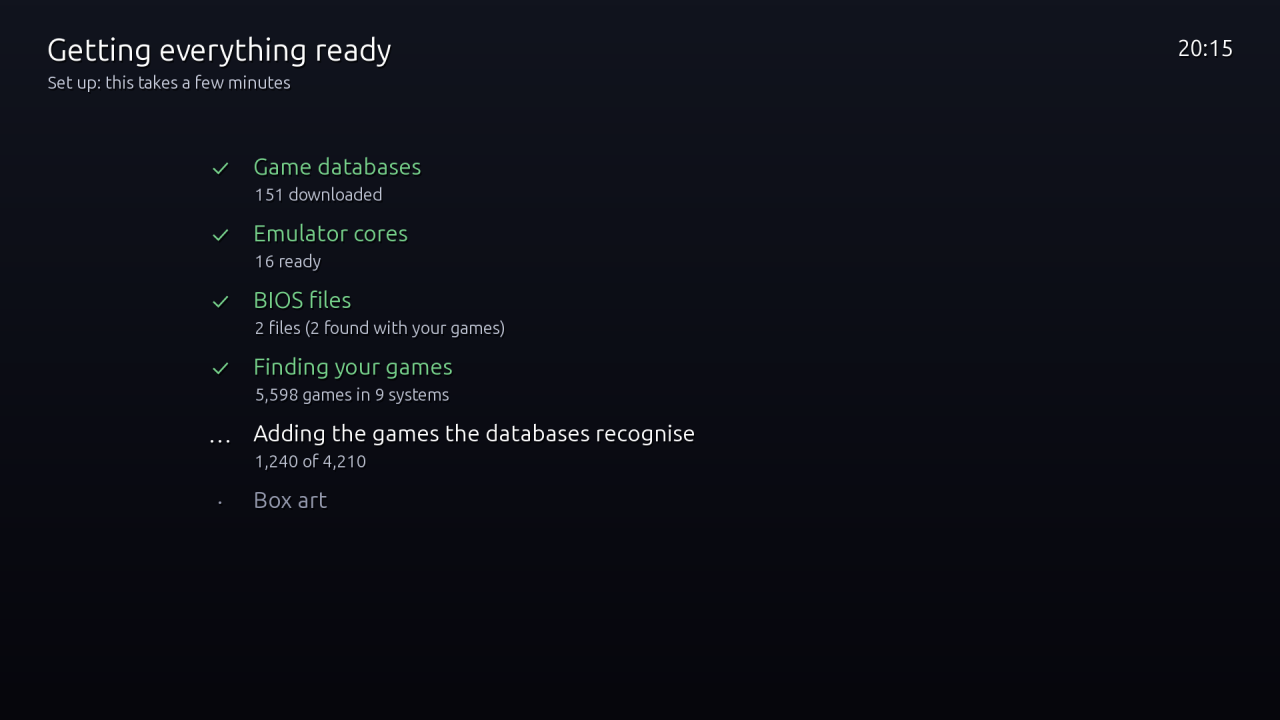 Getting everything ready
20:15
Set up: this takes a few minutes
Game databases
151 downloaded
Emulator cores
16 ready
BIOS files
2 files (2 found with your games)
Finding your games
5,598 games in 9 systems
... Adding the games the databases recognise
1,240 of 4,210
· Box art